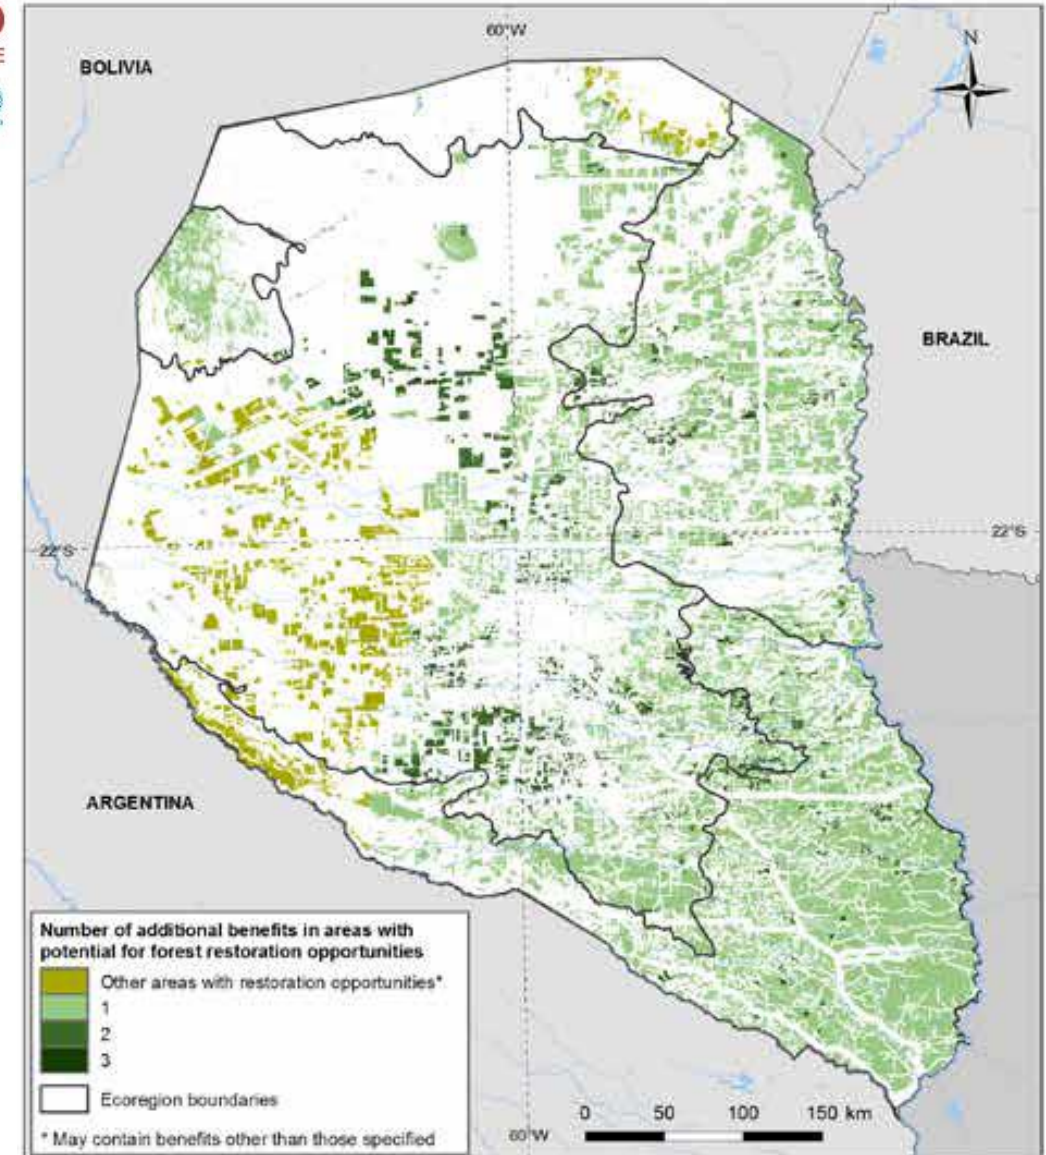 60°W
N
BOLIVIA
BRAZIL
22°S
22°S
ARGENTINA
Number of additional benefits in areas with
potential for forest restoration opportunities
Other areas with restoration opportunities*
1
2
3
Ecoregion boundaries
* May contain benefits other than those specified
0 50 100 150 km
60°W